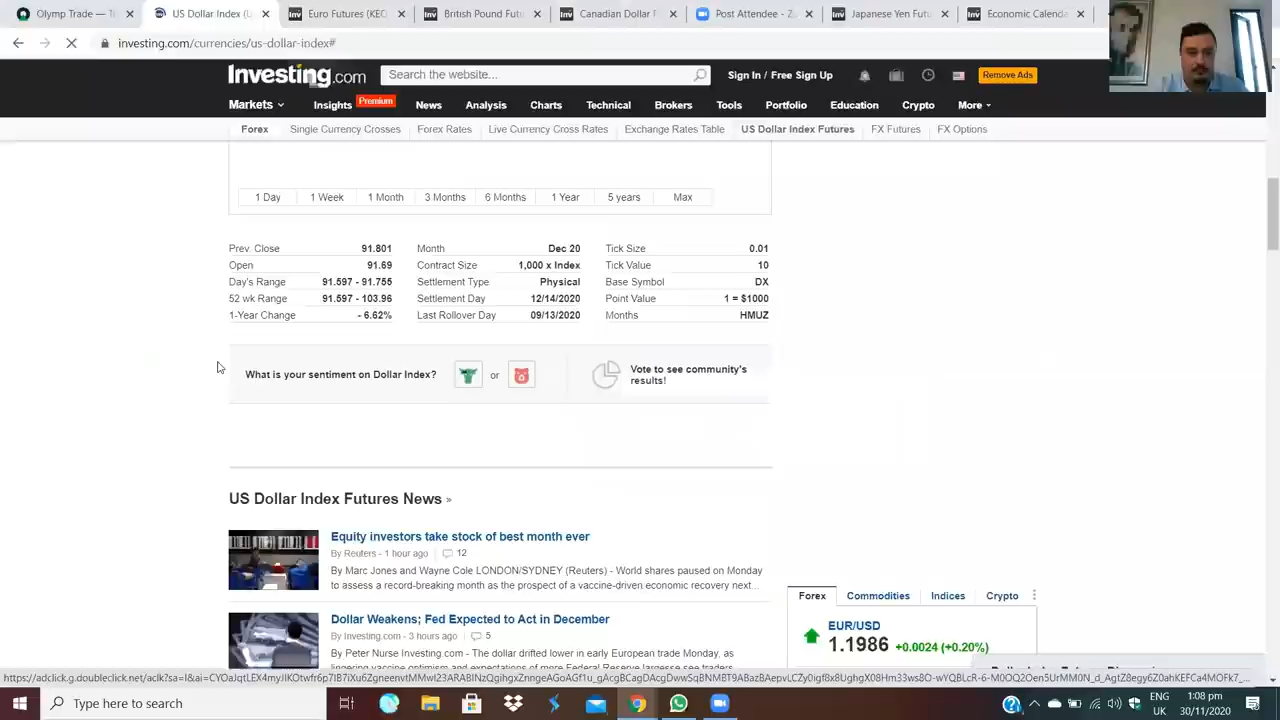 Olymp Trade — Ti
US Dollar Index (U
Euro Futures (KEC
British Pound Fut
Canadian Dollar F
Post Attendee - Z
Japanese Yen Futu
Economic Calenda
investing.com/currencies/us-dollar-index#
Investing.com
Search the website...
Sign In / Free Sign Up
Remove Ads
Markets
Insights
Premium
News
Analysis
Charts
Technical
Brokers
Tools
Portfolio
Education
Crypto
More
Forex
Single Currency Crosses
Forex Rates
Live Currency Cross Rates
Exchange Rates Table
US Dollar Index Futures
FX Futures
FX Options
1 Day 1 Week 1 Month 3 Months 6 Months 1 Year 5 years Max
Prev. Close 91.801 Month Dec 20 Tick Size 0.01
Open 91.69 Contract Size 1,000 x Index Tick Value 10
Day's Range 91.597 - 91.755 Settlement Type Physical Base Symbol DX
52 wk Range 91.597 - 103.96 Settlement Day 12/14/2020 Point Value 1 = $1000
1-Year Change - 6.62% Last Rollover Day 09/13/2020 Months HMUZ
What is your sentiment on Dollar Index? or
Vote to see community's
results!
US Dollar Index Futures News »
Equity investors take stock of best month ever
By Reuters - 1 hour ago 12
By Marc Jones and Wayne Cole LONDON/SYDNEY (Reuters) - World shares paused on Monday
to assess a record-breaking month as the prospect of a vaccine-driven economic recovery next...
Dollar Weakens; Fed Expected to Act in December
By Investing.com - 3 hours ago 5
By Peter Nurse Investing.com - The dollar drifted lower in early European trade Monday, as
Forex Commodities Indices Crypto
EUR/USD
1.1986 +0.0024 (+0.20%)
Type here to search
ENG
UK
1:08 pm
30/11/2020